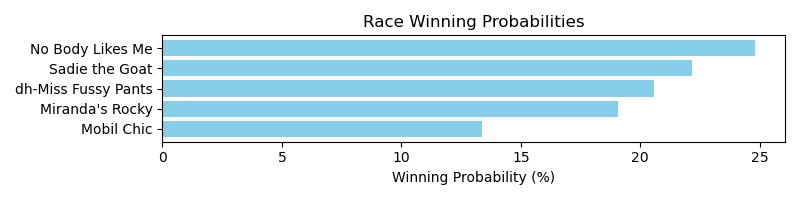 Race Winning Probabilities
No Body Likes Me
Sadie the Goat
dh-Miss Fussy Pants
Miranda's Rocky
Mobil Chic
0 5 10 15 20 25
Winning Probability (%)